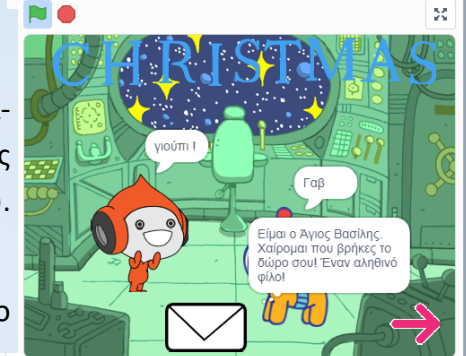 CHRISTMAS
γιούπι !
Γαβ
Είμαι ο Άγιος Βασίλης.
Χαίρομαι που βρήκες το
δώρο σου! Έναν αληθινό
φίλο!